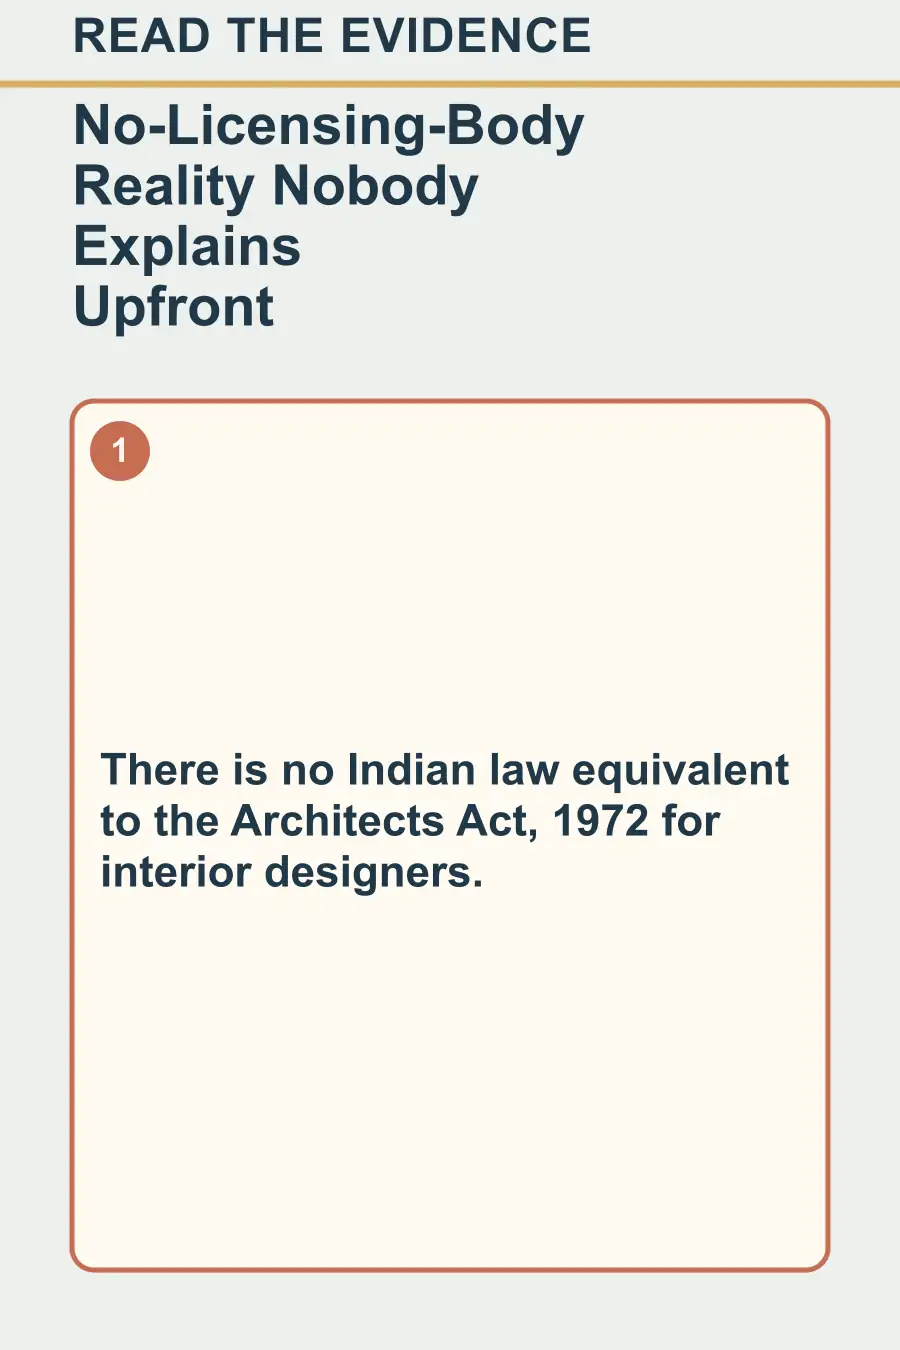 READ THE EVIDENCE
No-Licensing-Body
Reality Nobody
Explains
Upfront
1
There is no Indian law equivalent
to the Architects Act, 1972 for
interior designers.